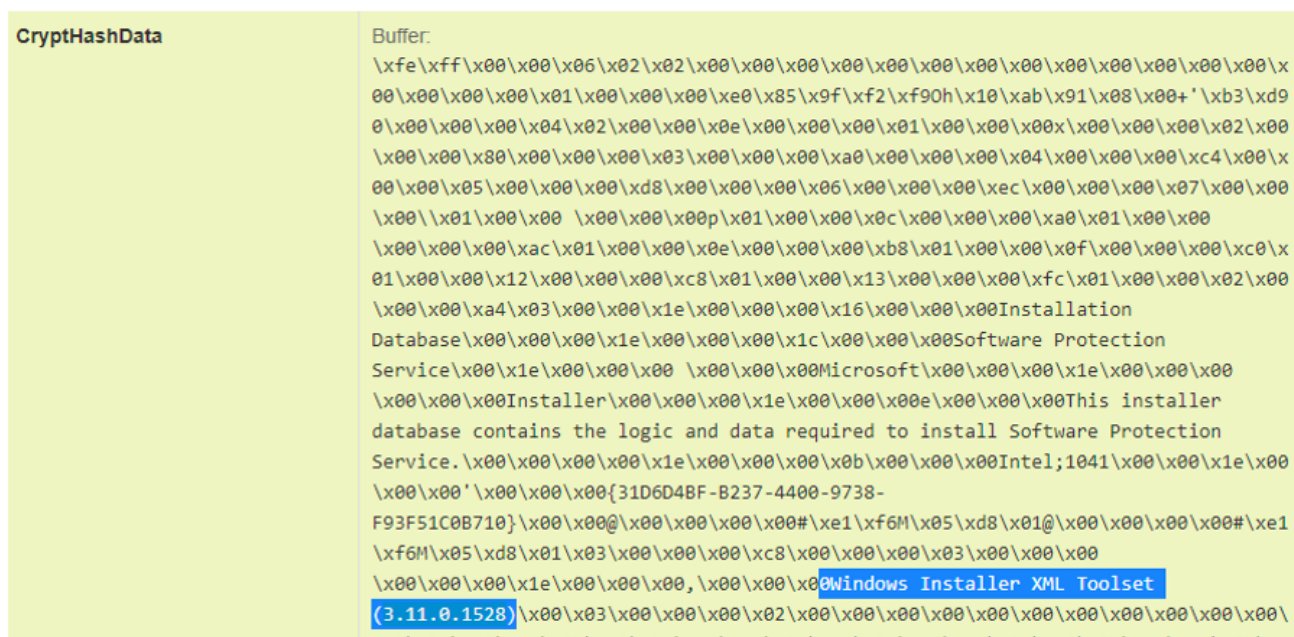 CryptHashData
Buffer:
\xfe\xff\x00\x00\x06\x02\x02\x00\x00\x00\x00\x00\x00\x00\x00\x00\x00\x00\x00\x00\x
00\x00\x00\x00\x01\x00\x00\x00\xe0\x85\x9f\xf2\xf9Oh\x10\xab\x91\x08\x00+'\xb3\xd9
0\x00\x00\x00\x04\x02\x00\x00\x0e\x00\x00\x00\x01\x00\x00\x00x\x00\x00\x00\x02\x00
\x00\x00\x80\x00\x00\x00\x03\x00\x00\x00\xa0\x00\x00\x00\x04\x00\x00\x00\xc4\x00\x
00\x00\x05\x00\x00\x00\xd8\x00\x00\x00\x06\x00\x00\x00\xec\x00\x00\x00\x07\x00\x00
\x00\\x01\x00\x00 \x00\x00\x00p\x01\x00\x00\x0c\x00\x00\x00\xa0\x01\x00\x00
\x00\x00\x00\xac\x01\x00\x00\x0e\x00\x00\x00\xb8\x01\x00\x00\x0f\x00\x00\x00\xc0\x
01\x00\x00\x12\x00\x00\x00\xc8\x01\x00\x00\x13\x00\x00\x00\xfc\x01\x00\x00\x02\x00
\x00\x00\xa4\x03\x00\x00\x1e\x00\x00\x00\x16\x00\x00\x00Installation
Database\x00\x00\x00\x1e\x00\x00\x00\x1c\x00\x00\x00Software Protection
Service\x00\x1e\x00\x00\x00 \x00\x00\x00Microsoft\x00\x00\x00\x1e\x00\x00\x00
\x00\x00\x00Installer\x00\x00\x00\x1e\x00\x00\x00e\x00\x00\x00This installer
database contains the logic and data required to install Software Protection
Service.\x00\x00\x00\x00\x1e\x00\x00\x00\x0b\x00\x00\x00Intel;1041\x00\x00\x1e\x00
\x00\x00'\x00\x00\x00{31D6D4BF-B237-4400-9738-
F93F51C0B710}\x00\x00@\x00\x00\x00\x00#\xe1\xf6M\x05\xd8\x01@\x00\x00\x00\x00#\xe1
\xf6M\x05\xd8\x01\x03\x00\x00\x00\xc8\x00\x00\x00\x03\x00\x00\x00
\x00\x00\x00\x1e\x00\x00\x00,\x00\x00\x00Windows Installer XML Toolset
(3.11.0.1528)\x00\x03\x00\x00\x00\x02\x00\x00\x00\x00\x00\x00\x00\x00\x00\x00\x00\